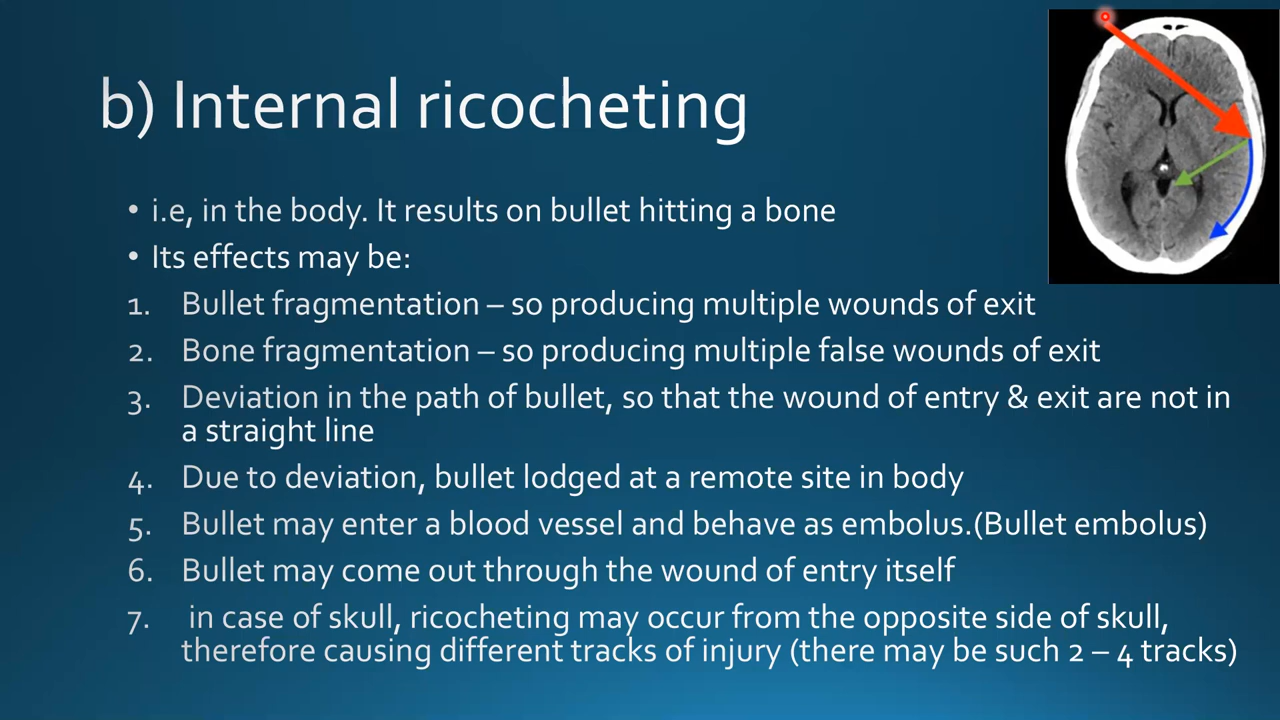 b) Internal ricocheting
• i.e, in the body. It results on bullet hitting a bone
• Its effects may be:
1. Bullet fragmentation – so producing multiple wounds of exit
2. Bone fragmentation – so producing multiple false wounds of exit
3. Deviation in the path of bullet, so that the wound of entry & exit are not in
a straight line
4. Due to deviation, bullet lodged at a remote site in body
5. Bullet may enter a blood vessel and behave as embolus.(Bullet embolus)
6. Bullet may come out through the wound of entry itself
7. in case of skull, ricocheting may occur from the opposite side of skull,
therefore causing different tracks of injury (there may be such 2 – 4 tracks)